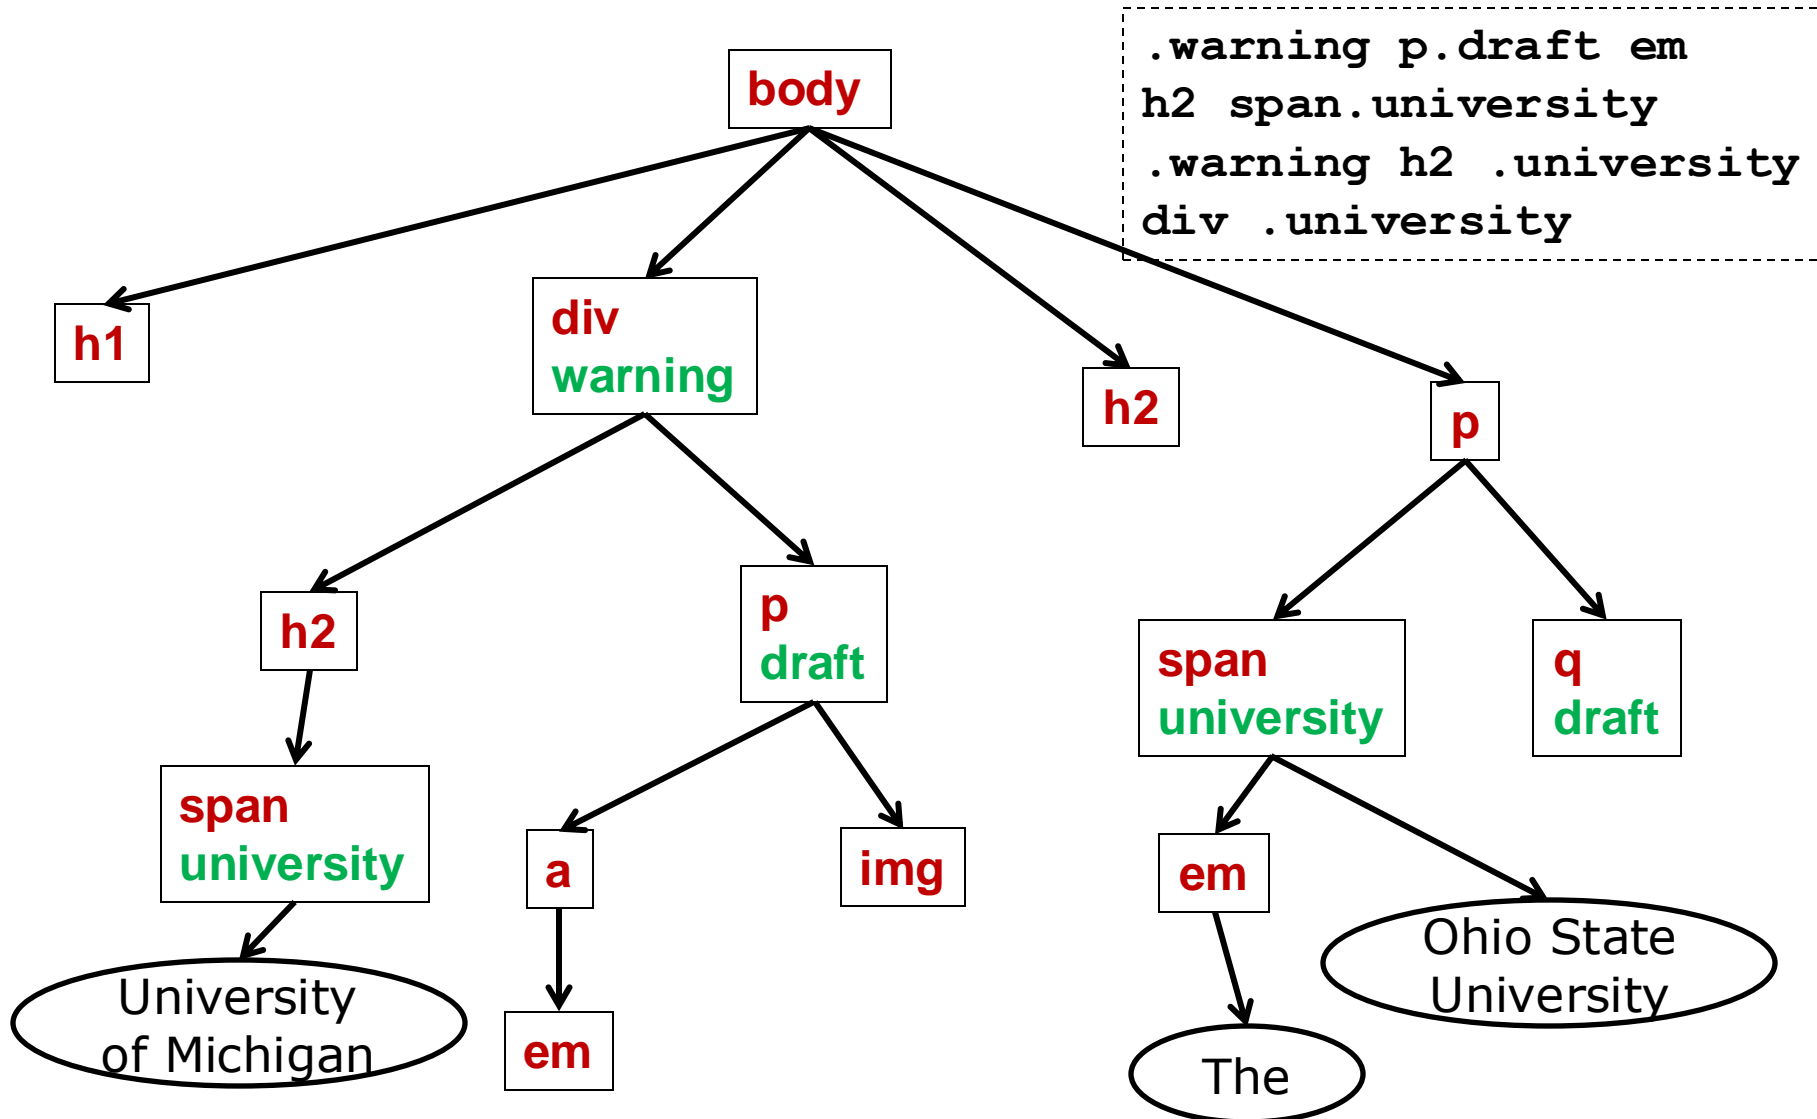 body
.warning p.draft em
h2 span.university
.warning h2 .university
div .university
h1
div
warning
h2
p
h2
p
draft
span
university
q
draft
span
university
a
img
em
Ohio State
University
University
of Michigan
em
The